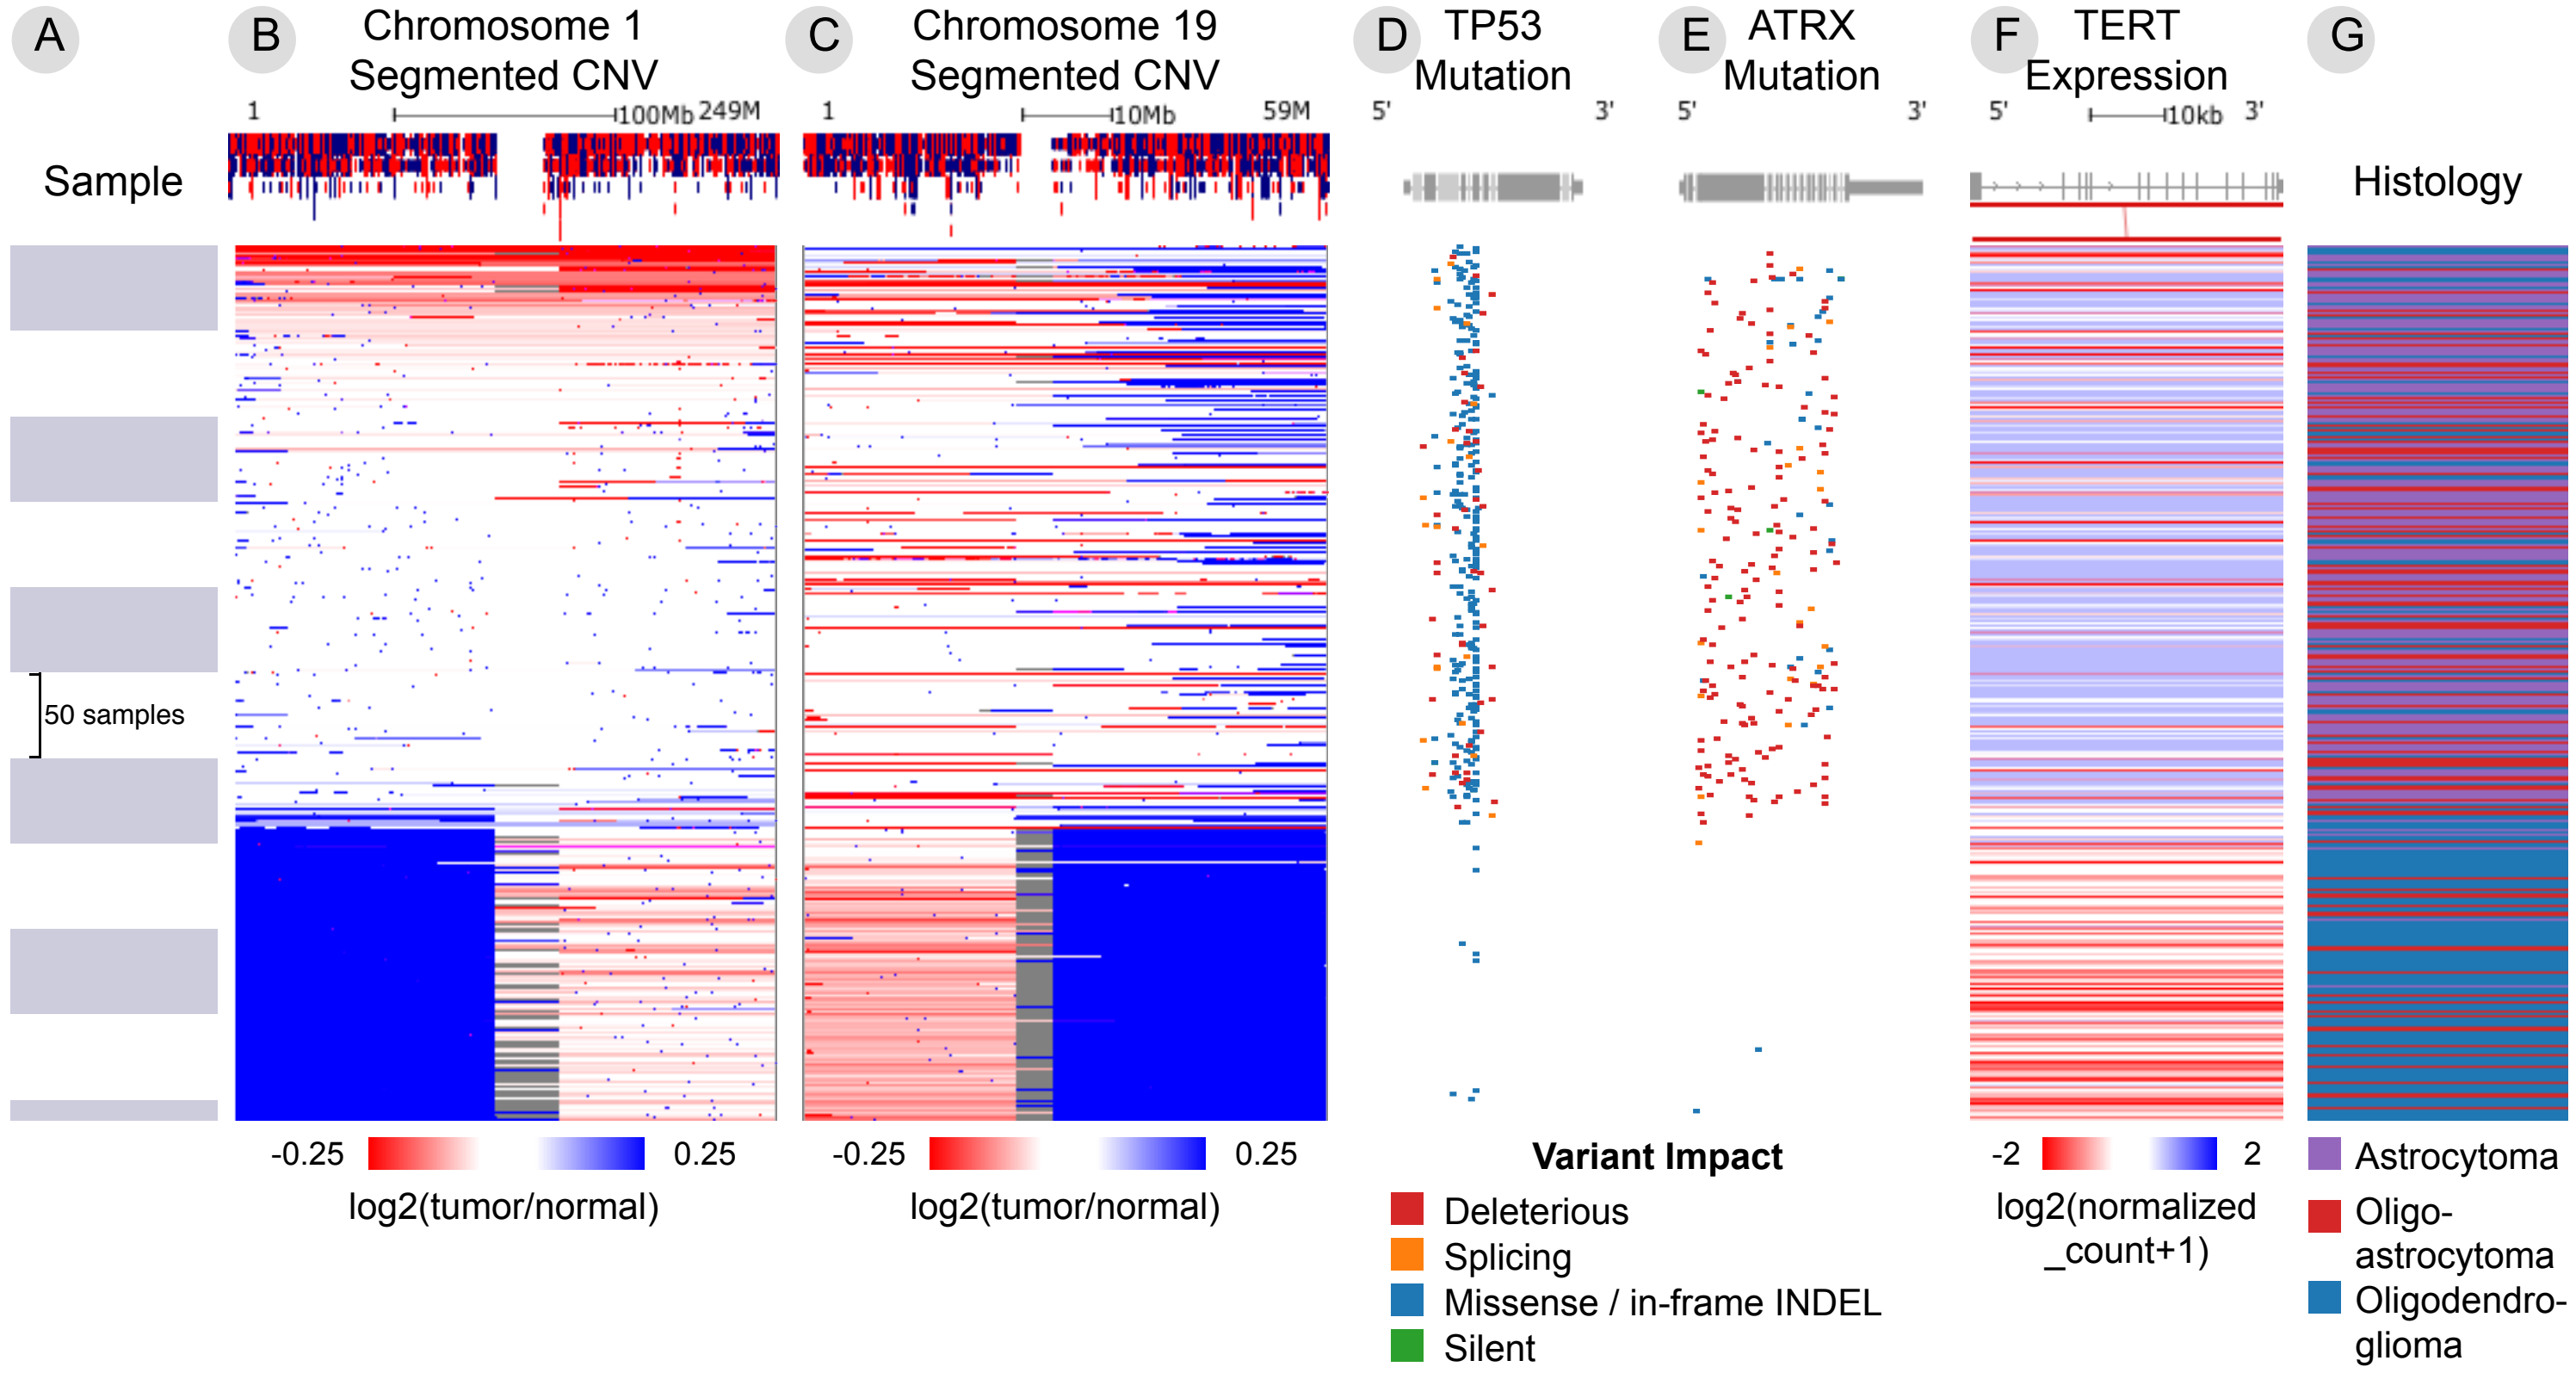 A
B
Chromosome 1
Segmented CNV
C
Chromosome 19
Segmented CNV
D
TP53
Mutation
E
ATRX
Mutation
F
TERT
Expression
G
1
100Mb
249M
1
10Mb
59M
5'
3'
5'
3'
5'
10kb
3'
Sample
Histology
50 samples
-0.25
0.25
log2(tumor/normal)
-0.25
0.25
log2(tumor/normal)
Variant Impact
Deleterious
Splicing
Missense / in-frame INDEL
Silent
-2
2
log2(normalized
_count+1)
Astrocytoma
Oligo-
astrocytoma
Oligodendro-
glioma